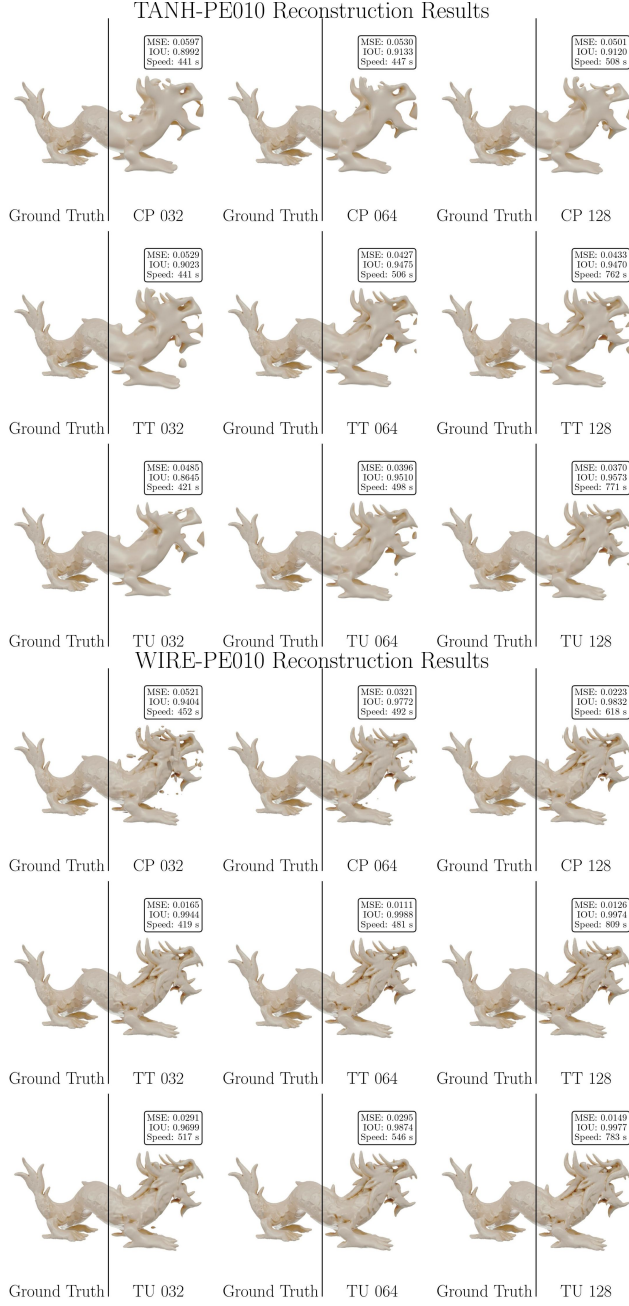 TANH-PE010 Reconstruction Results
MSE: 0.0597
IOU: 0.8992
Speed: 441 s
MSE: 0.0530
IOU: 0.9133
Speed: 447 s
MSE: 0.0501
IOU: 0.9120
Speed: 508 s
Ground Truth CP 032 Ground Truth CP 064 Ground Truth CP 128
MSE: 0.0529
IOU: 0.9023
Speed: 441 s
MSE: 0.0427
IOU: 0.9475
Speed: 506 s
MSE: 0.0433
IOU: 0.9470
Speed: 762 s
Ground Truth TT 032 Ground Truth TT 064 Ground Truth TT 128
MSE: 0.0485
IOU: 0.8645
Speed: 421 s
MSE: 0.0396
IOU: 0.9510
Speed: 498 s
MSE: 0.0370
IOU: 0.9573
Speed: 771 s
Ground Truth TU 032 Ground Truth TU 064 Ground Truth TU 128
WIRE-PE010 Reconstruction Results
MSE: 0.0521
IOU: 0.9404
Speed: 452 s
MSE: 0.0321
IOU: 0.9772
Speed: 492 s
MSE: 0.0223
IOU: 0.9832
Speed: 618 s
Ground Truth CP 032 Ground Truth CP 064 Ground Truth CP 128
MSE: 0.0165
IOU: 0.9944
Speed: 419 s
MSE: 0.0111
IOU: 0.9988
Speed: 481 s
MSE: 0.0126
IOU: 0.9974
Speed: 809 s
Ground Truth TT 032 Ground Truth TT 064 Ground Truth TT 128
MSE: 0.0291
IOU: 0.9699
Speed: 517 s
MSE: 0.0295
IOU: 0.9874
Speed: 546 s
MSE: 0.0149
IOU: 0.9977
Speed: 783 s
Ground Truth TU 032 Ground Truth TU 064 Ground Truth TU 128